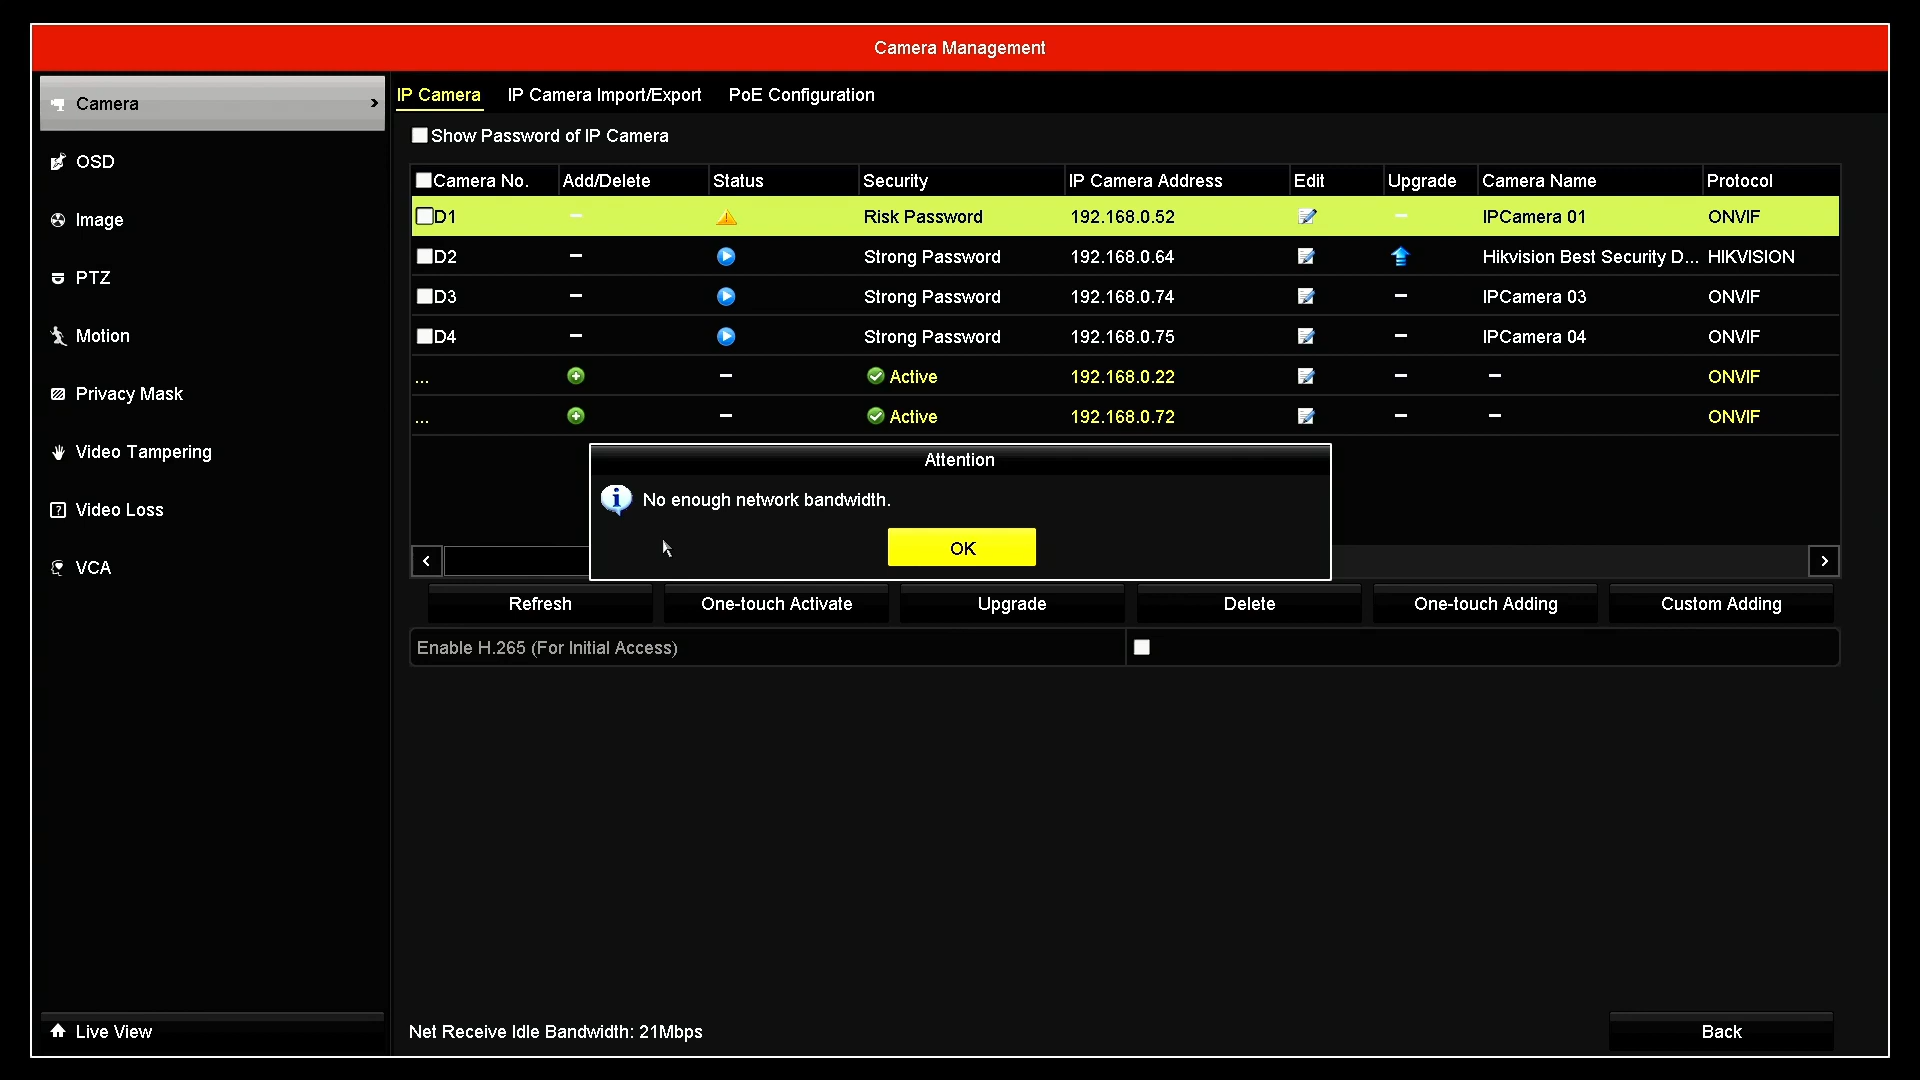 Camera Management
Camera
OSD
Image
PTZ
Motion
Privacy Mask
Video Tampering
Video Loss
VCA
Live View
IP Camera IP Camera Import/Export PoE Configuration
Show Password of IP Camera
Camera No. Add/Delete Status Security IP Camera Address Edit Upgrade Camera Name Protocol
D1 – Risk Password 192.168.0.52 – IPCamera 01 ONVIF
D2 – Strong Password 192.168.0.64 Hikvision Best Security D... HIKVISION
D3 – Strong Password 192.168.0.74 – IPCamera 03 ONVIF
D4 – Strong Password 192.168.0.75 – IPCamera 04 ONVIF
... – Active 192.168.0.22 – – ONVIF
... – Active 192.168.0.72 – – ONVIF
Attention
No enough network bandwidth.
OK
Refresh One-touch Activate Upgrade Delete One-touch Adding Custom Adding
Enable H.265 (For Initial Access)
Net Receive Idle Bandwidth: 21Mbps
Back